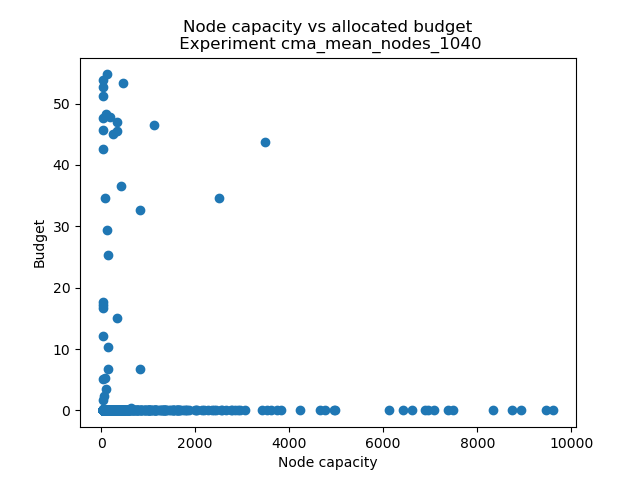 Node capacity vs allocated budget
Experiment cma_mean_nodes_1040
50
40
30
20
10
0
Budget
0 2000 4000 6000 8000 10000
Node capacity